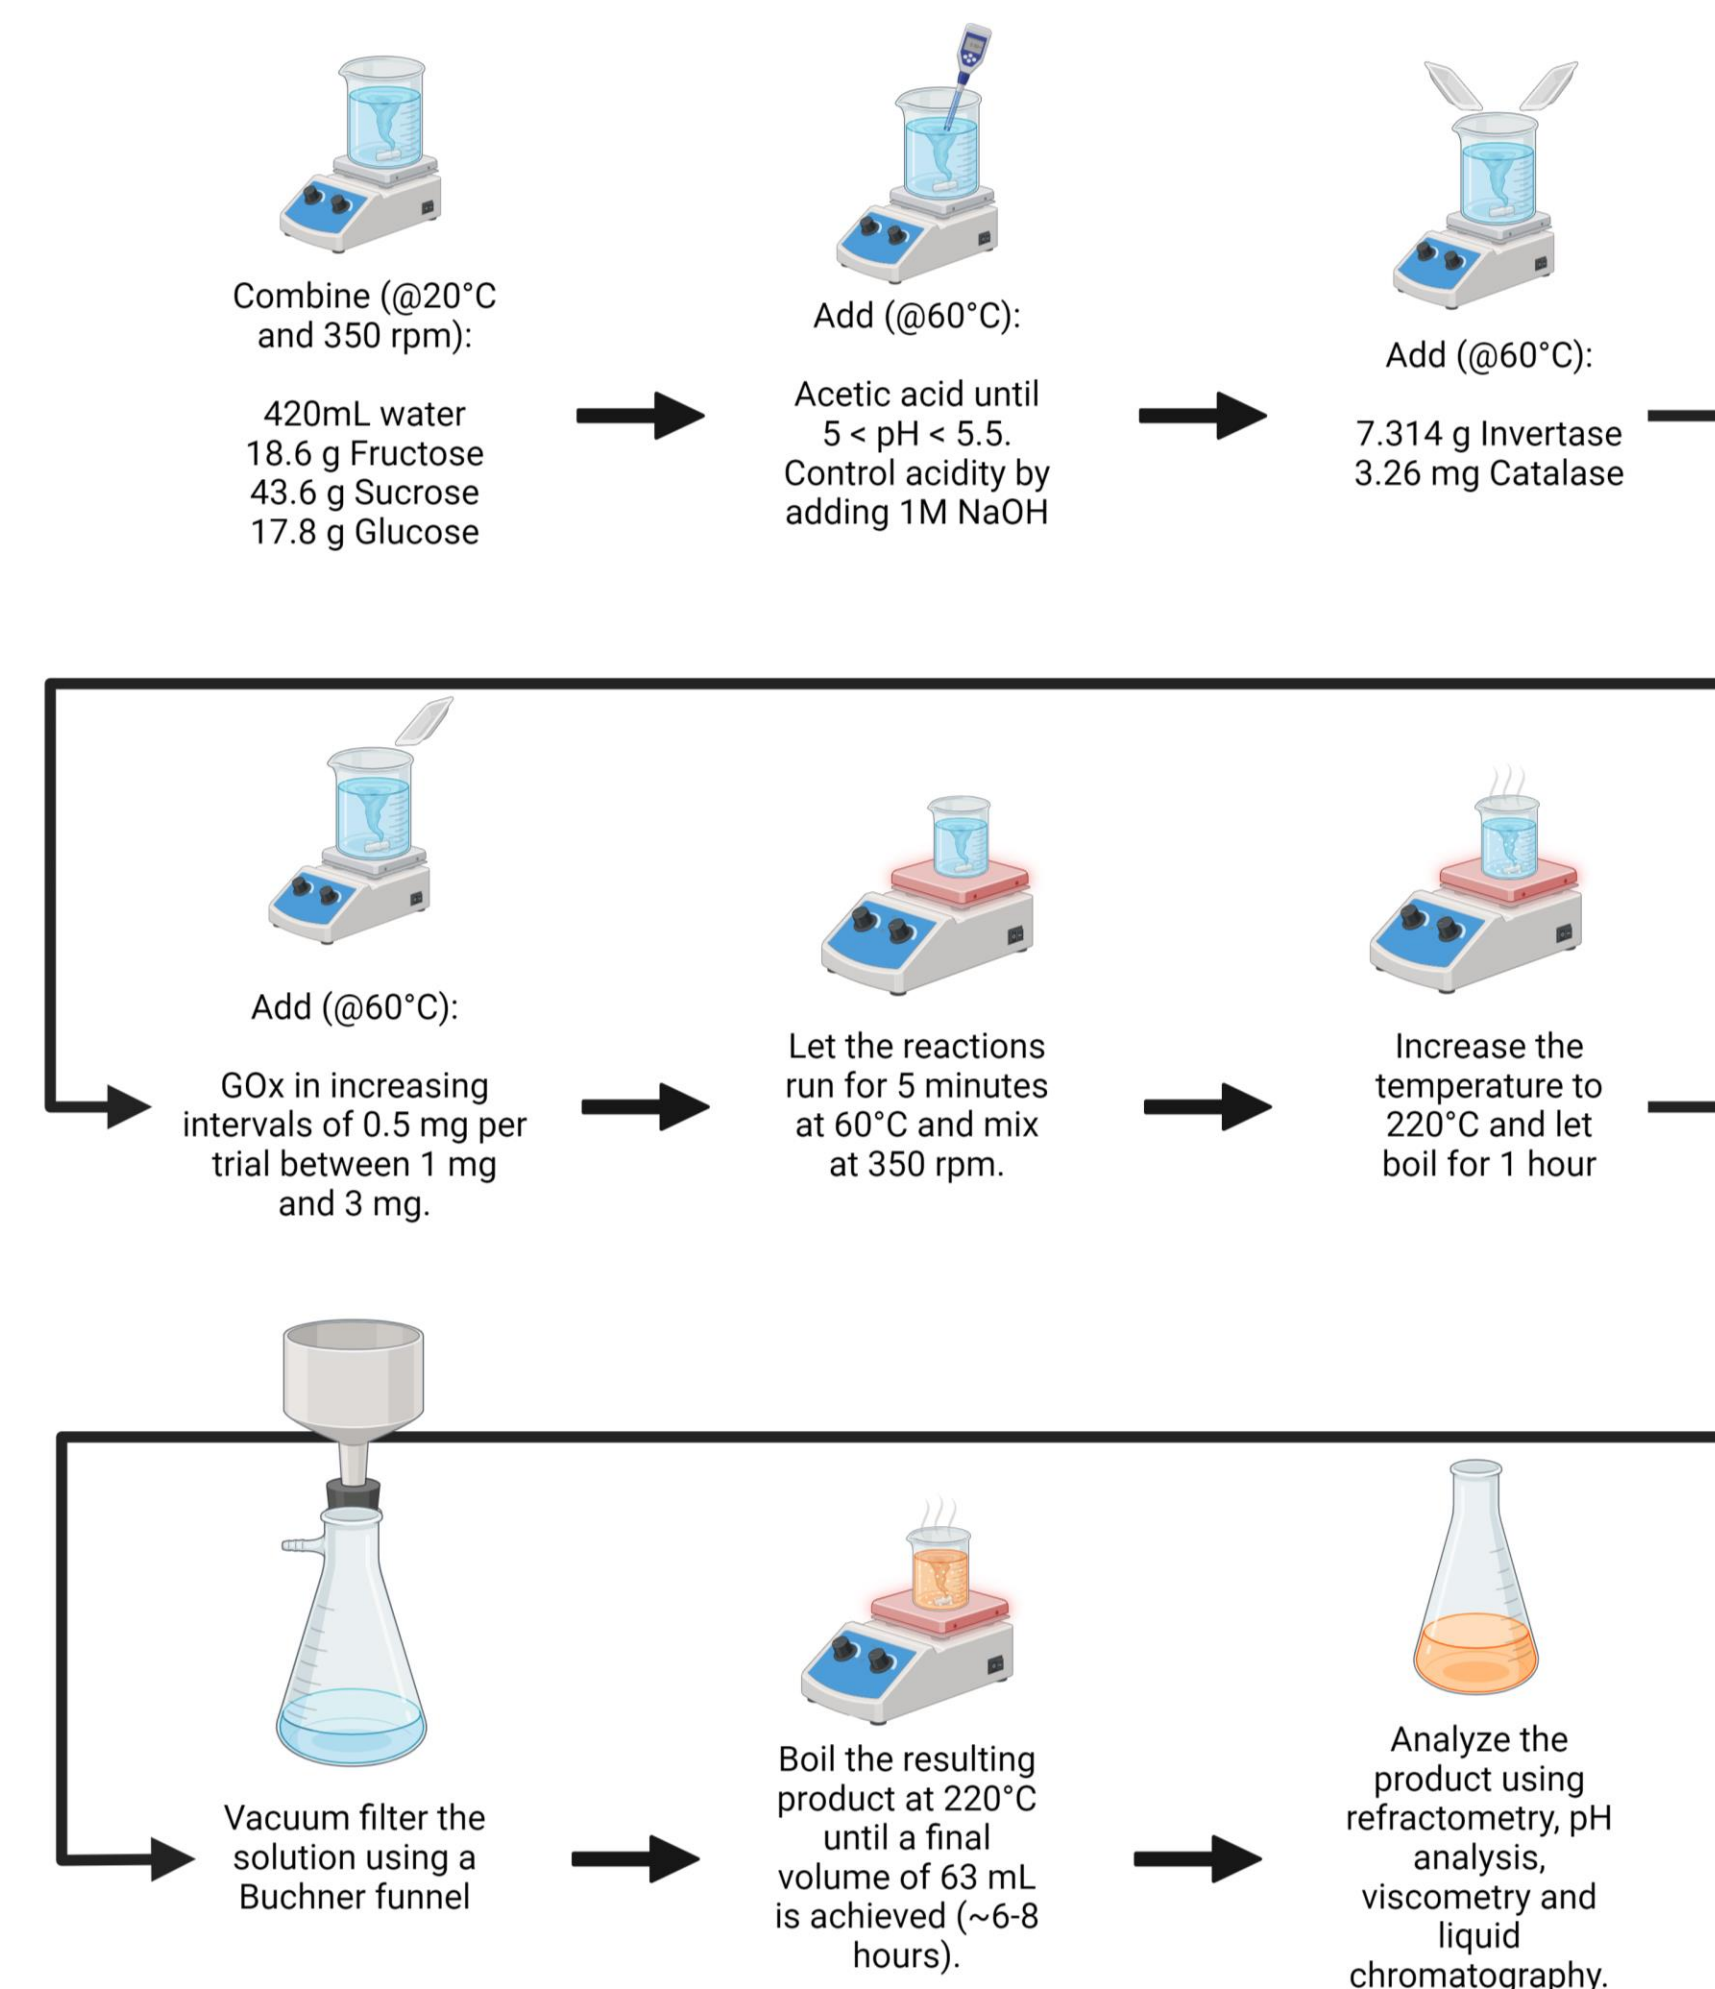 Combine (@20°C
and 350 rpm):
420mL water
18.6 g Fructose
43.6 g Sucrose
17.8 g Glucose
Add (@60°C):
Acetic acid until
5 < pH < 5.5.
Control acidity by
adding 1M NaOH
Add (@60°C):
7.314 g Invertase
3.26 mg Catalase
Add (@60°C):
GOx in increasing
intervals of 0.5 mg per
trial between 1 mg
and 3 mg.
Let the reactions
run for 5 minutes
at 60°C and mix
at 350 rpm.
Increase the
temperature to
220°C and let
boil for 1 hour
Vacuum filter the
solution using a
Buchner funnel
Boil the resulting
product at 220°C
until a final
volume of 63 mL
is achieved (~6-8
hours).
Analyze the
product using
refractometry, pH
analysis,
viscometry and
liquid
chromatography.